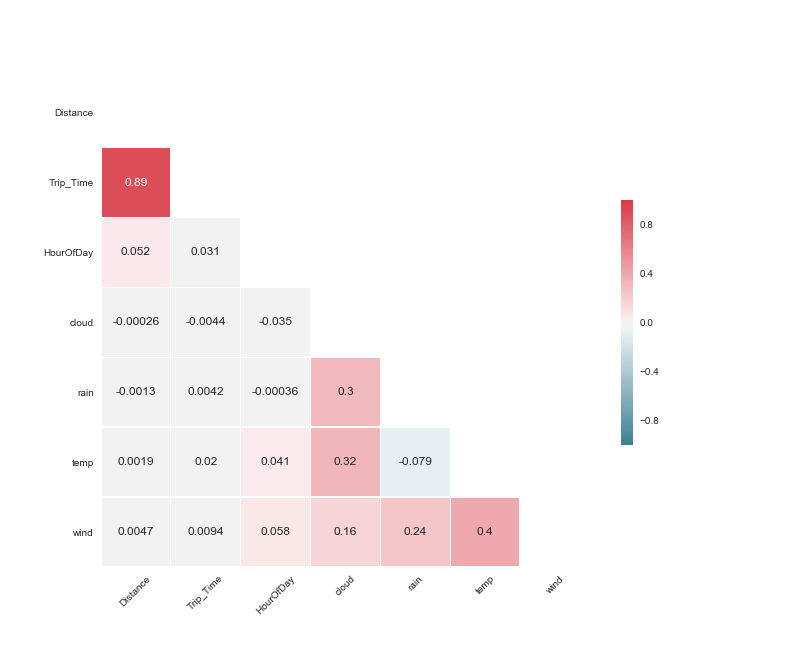 Distance
Trip_Time 0.89
0.8
HourOfDay 0.052 0.031
0.4
cloud -0.00026 -0.0044 -0.035
0.0
−0.4
rain -0.0013 0.0042 -0.00036 0.3
−0.8
temp 0.0019 0.02 0.041 0.32 -0.079
wind 0.0047 0.0094 0.058 0.16 0.24 0.4
Distance Trip_Time HourOfDay cloud rain temp wind